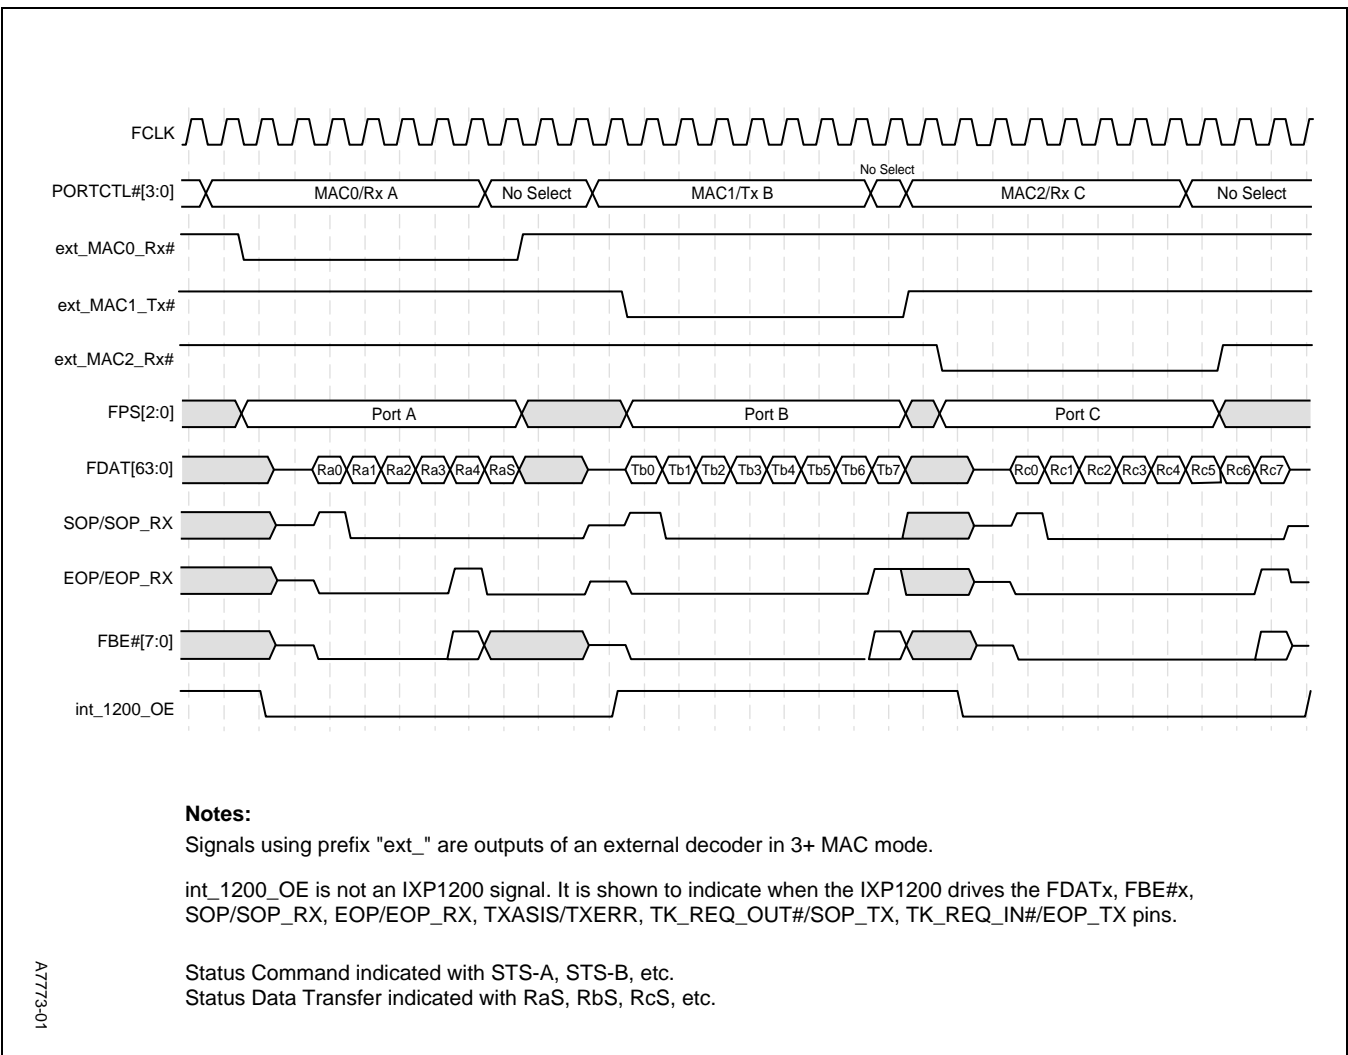 FCLK
No Select
PORTCTL#[3:0] MAC0/Rx A No Select MAC1/Tx B MAC2/Rx C No Select
ext_MAC0_Rx#
ext_MAC1_Tx#
ext_MAC2_Rx#
FPS[2:0] Port A Port B Port C
FDAT[63:0] Ra0 Ra1 Ra2 Ra3 Ra4 RaS Tb0 Tb1 Tb2 Tb3 Tb4 Tb5 Tb6 Tb7 Rc0 Rc1 Rc2 Rc3 Rc4 Rc5 Rc6 Rc7
SOP/SOP_RX
EOP/EOP_RX
FBE#[7:0]
int_1200_OE
Notes:
Signals using prefix "ext_" are outputs of an external decoder in 3+ MAC mode.
int_1200_OE is not an IXP1200 signal. It is shown to indicate when the IXP1200 drives the FDATx, FBE#x,
SOP/SOP_RX, EOP/EOP_RX, TXASIS/TXERR, TK_REQ_OUT#/SOP_TX, TK_REQ_IN#/EOP_TX pins.
Status Command indicated with STS-A, STS-B, etc.
Status Data Transfer indicated with RaS, RbS, RcS, etc.
A7773-01